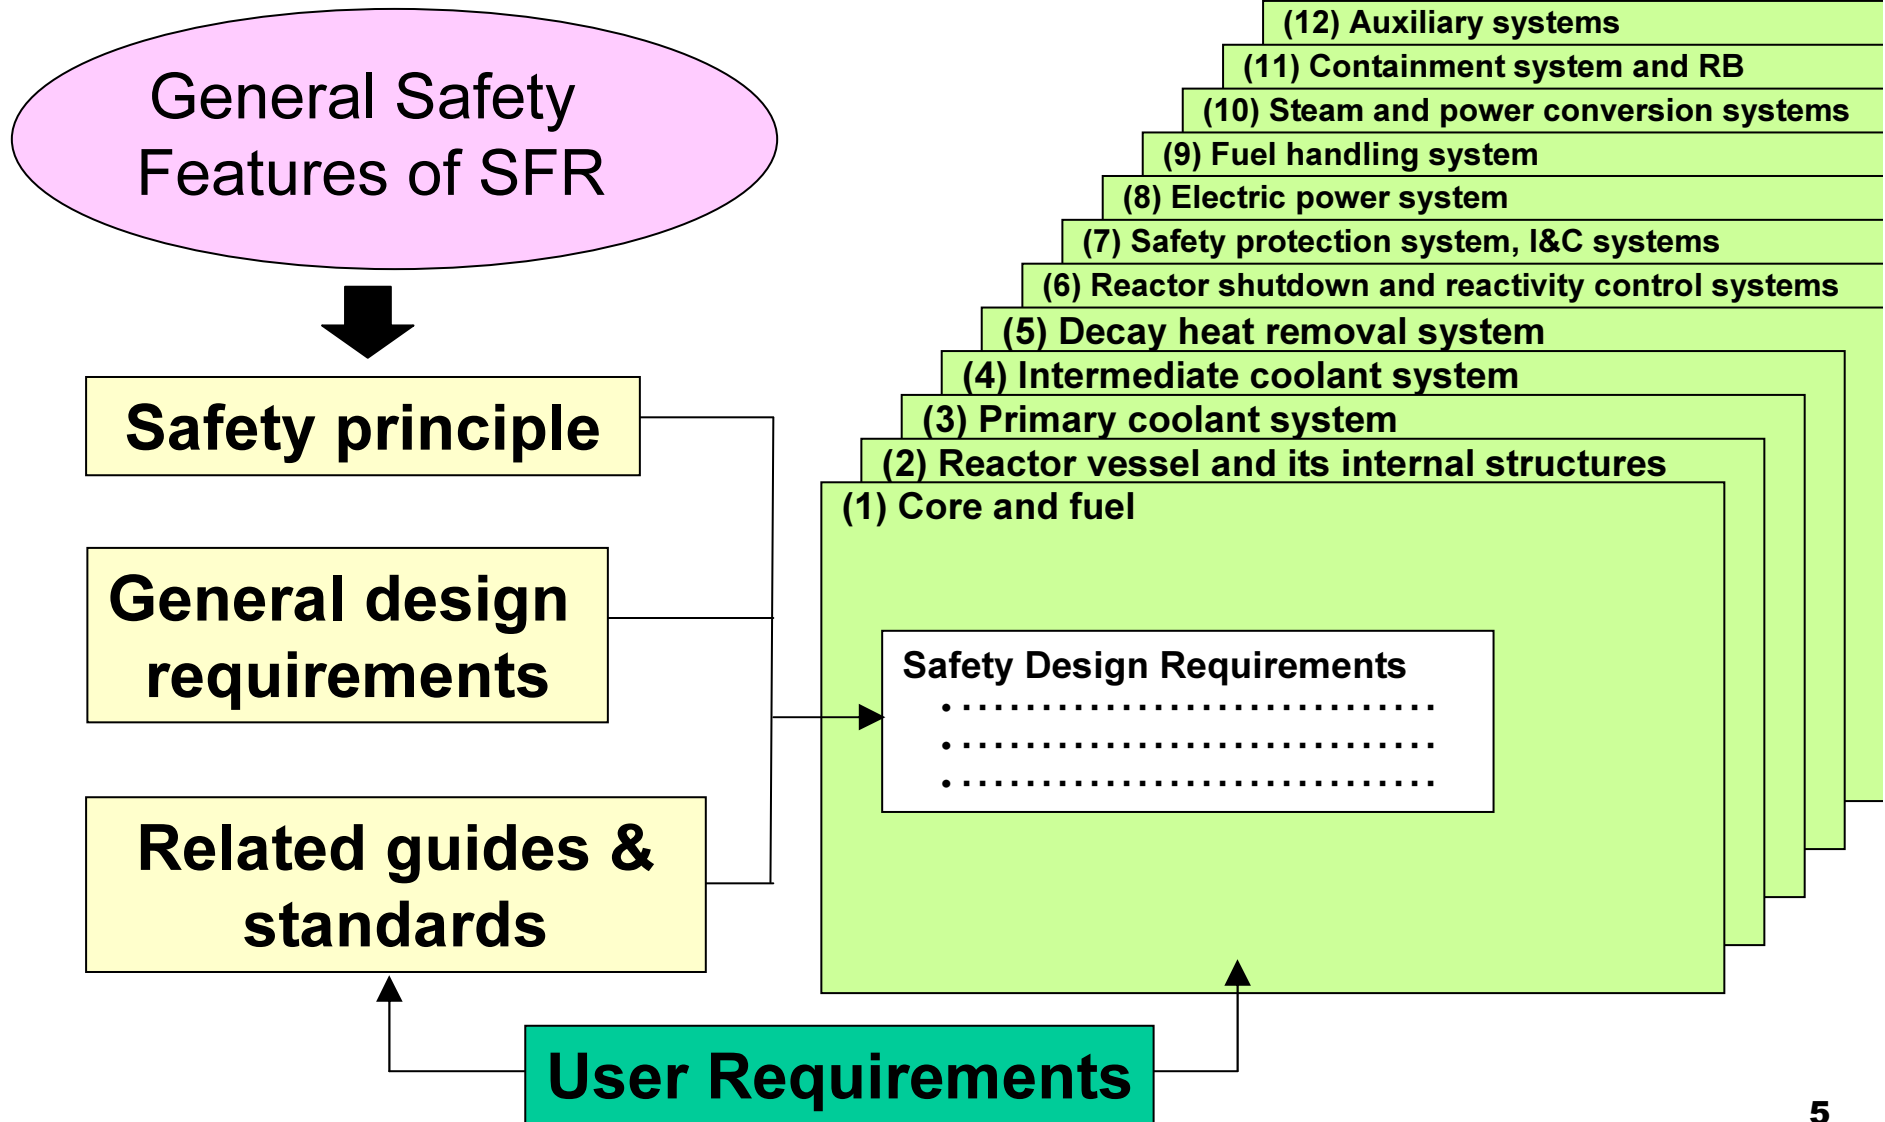 General Safety
Features of SFR
Safety principle
General design
requirements
Related guides &
standards
User Requirements
(12) Auxiliary systems
(11) Containment system and RB
(10) Steam and power conversion systems
(9) Fuel handling system
(8) Electric power system
(7) Safety protection system, I&C systems
(6) Reactor shutdown and reactivity control systems
(5) Decay heat removal system
(4) Intermediate coolant system
(3) Primary coolant system
(2) Reactor vessel and its internal structures
(1) Core and fuel
Safety Design Requirements
• ······························
• ······························
• ······························
5